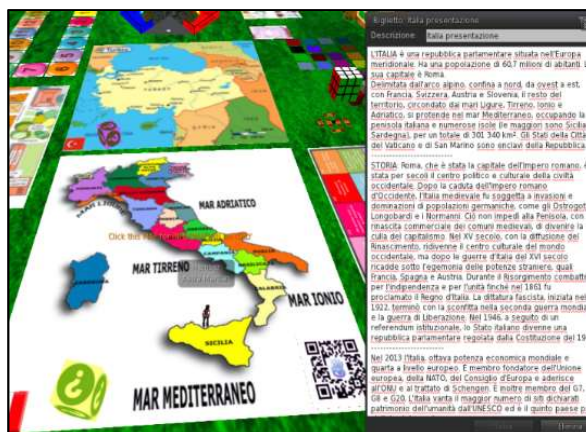 Biglietto: Italia presentazione
Descrizione: Italia presentazione
L'ITALIA è una repubblica parlamentare situata nell'Europa
meridionale. Ha una popolazione di 60,7 milioni di abitanti. La
sua capitale è Roma.
Delimitata dall'arco alpino, confina a nord, da ovest a est,
con Francia, Svizzera, Austria e Slovenia; il resto del
territorio, circondato dai mari Ligure, Tirreno, Ionio e
Adriatico, si protende nel mar Mediterraneo, occupando la
penisola italiana e numerose isole (le maggiori sono Sicilia
Sardegna), per un totale di 301 340 km². Gli Stati della Città
del Vaticano e di San Marino sono enclavi della Repubblica.
STORIA: Roma, che è stata la capitale dell'Impero romano, è
stata per secoli il centro politico e culturale della civiltà
occidentale. Dopo la caduta dell'impero romano
d'Occidente, l'Italia medievale fu soggetta a invasioni e
dominazioni di popolazioni germaniche, come gli Ostrogoti
Longobardi e i Normanni. Ciò non impedì alla Penisola, con
rinascita commerciale dei comuni medievali, di divenire la
culla del capitalismo. Nel XV secolo, con la diffusione del
Rinascimento, ridivenne il centro culturale del mondo
occidentale, ma dopo le guerre d'Italia del XVI secolo
ricadde sotto l'egemonia delle potenze straniere, quali
Francia, Spagna e Austria. Durante il Risorgimento combatté
per l'indipendenza e per l'unità finché nel 1861 fu
proclamato il Regno d'Italia. La dittatura fascista, iniziata nel
1922, terminò con la sconfitta nella seconda guerra mondiale
e la guerra di Liberazione. Nel 1946, a seguito di un
referendum istituzionale, lo Stato italiano divenne una
repubblica parlamentare regolata dalla Costituzione del 19
Nel 2013 l'Italia, ottava potenza economica mondiale e
quarta a livello europeo. È membro fondatore dell'Unione
europea, della NATO, del Consiglio d'Europa e aderisce
all'ONU e al trattato di Schengen. È inoltre membro del G7,
G8 e G20. L'Italia vanta il maggior numero di siti dichiarati
patrimonio dell'umanità dall'UNESCO ed è il quinto paese p
MAR LIGURE
MAR ADRIATICO
Click this
MAR TIRRENO
CAMPANIA
PUGLIA
BASILICATA
CALABRIA
SARDEGNA
MAR IONIO
SICILIA
MAR MEDITERRANEO